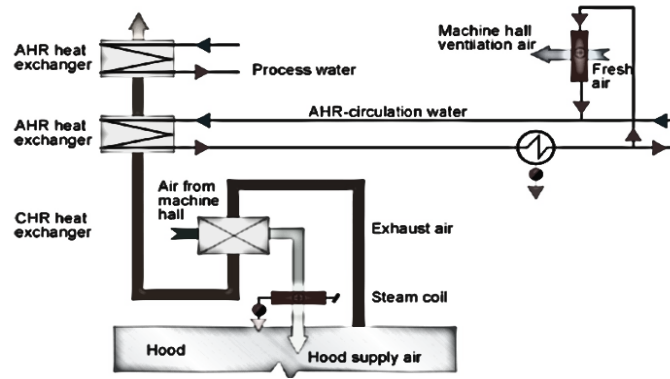 AHR heat
exchanger
Process water
Machine hall
ventilation air
Fresh
air
AHR heat
exchanger
AHR-circulation water
Air from
machine
hall
CHR heat
exchanger
Exhaust air
Steam coil
Hood
Hood supply air